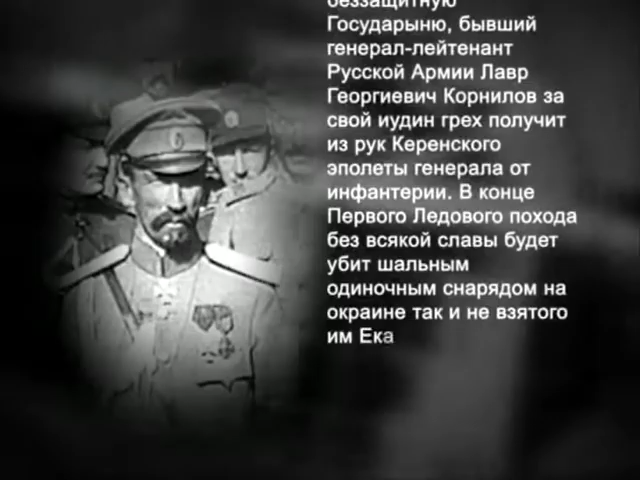 беззащитную
Государыню, бывший
генерал-лейтенант
Русской Армии Лавр
Георгиевич Корнилов за
свой иудин грех получит
из рук Керенского
эполеты генерала от
инфантерии. В конце
Первого Ледового похода
без всякой славы будет
убит шальным
одиночным снарядом на
окраине так и не взятого
им Ека